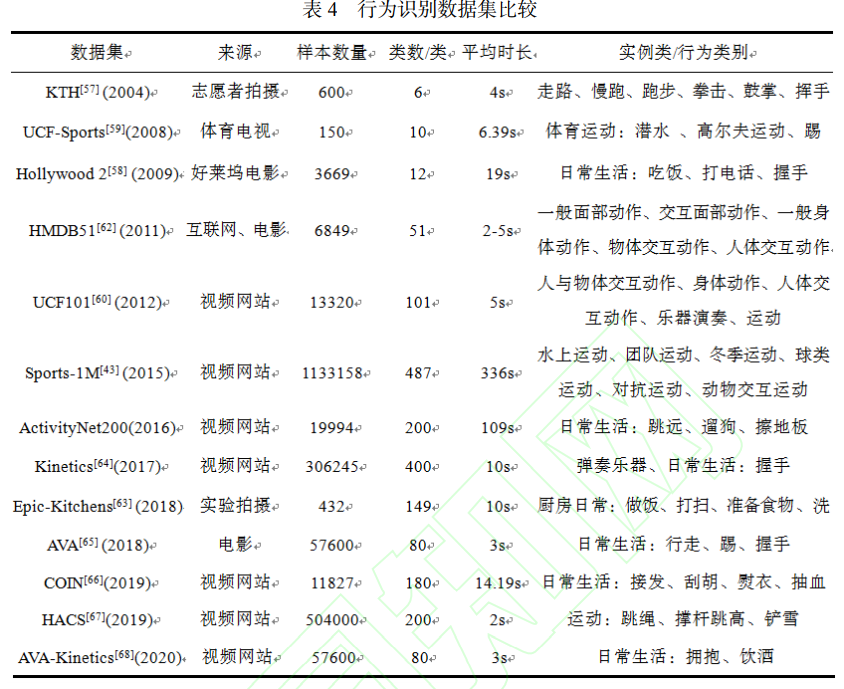 表 4 行为识别数据集比较
数据集 来源 样本数量 类数/类 平均时长 实例类/行为类别
KTH[57] (2004) 志愿者拍摄 600 6 4s 走路、慢跑、跑步、拳击、鼓掌、挥手
UCF-Sports[59](2008) 体育电视 150 10 6.39s 体育运动：潜水 、高尔夫运动、踢
Hollywood 2[58] (2009) 好莱坞电影 3669 12 19s 日常生活：吃饭、打电话、握手
HMDB51[62] (2011) 互联网、电影 6849 51 2-5s 一般面部动作、交互面部动作、一般身
体动作、物体交互动作、人体交互动作
UCF101[60] (2012) 视频网站 13320 101 5s 人与物体交互动作、身体动作、人体交
互动作、乐器演奏、运动
Sports-1M[43] (2015) 视频网站 1133158 487 336s 水上运动、团队运动、冬季运动、球类
运动、对抗运动、动物交互运动
ActivityNet200(2016) 视频网站 19994 200 109s 日常生活：跳远、遛狗、擦地板
Kinetics[64](2017) 视频网站 306245 400 10s 弹奏乐器、日常生活：握手
Epic-Kitchens[63] (2018) 实验拍摄 432 149 10s 厨房日常：做饭、打扫、准备食物、洗
AVA[65] (2018) 电影 57600 80 3s 日常生活：行走、踢、握手
COIN[66](2019) 视频网站 11827 180 14.19s 日常生活：接发、刮胡、熨衣、抽血
HACS[67](2019) 视频网站 504000 200 2s 运动：跳绳、撑杆跳高、铲雪
AVA-Kinetics[68](2020) 视频网站 57600 80 3s 日常生活：拥抱、饮酒